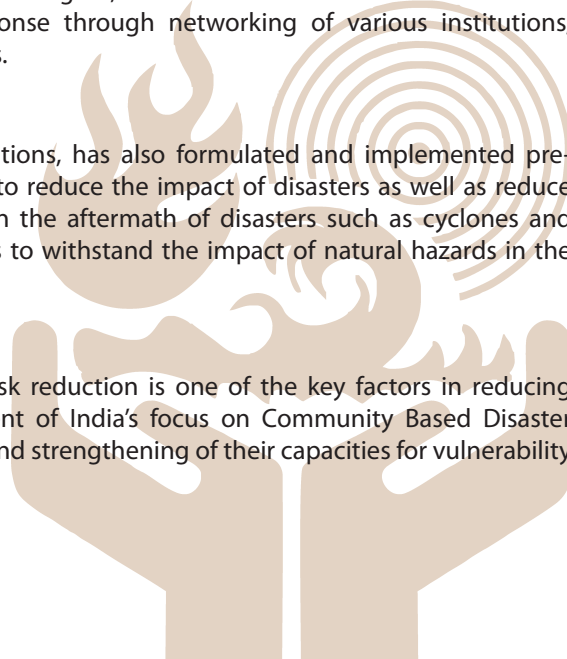 onse through networking of various institutions,
s.
tions, has also formulated and implemented pre-
to reduce the impact of disasters as well as reduce
n the aftermath of disasters such as cyclones and
s to withstand the impact of natural hazards in the
sk reduction is one of the key factors in reducing
nt of India's focus on Community Based Disaster
nd strengthening of their capacities for vulnerability